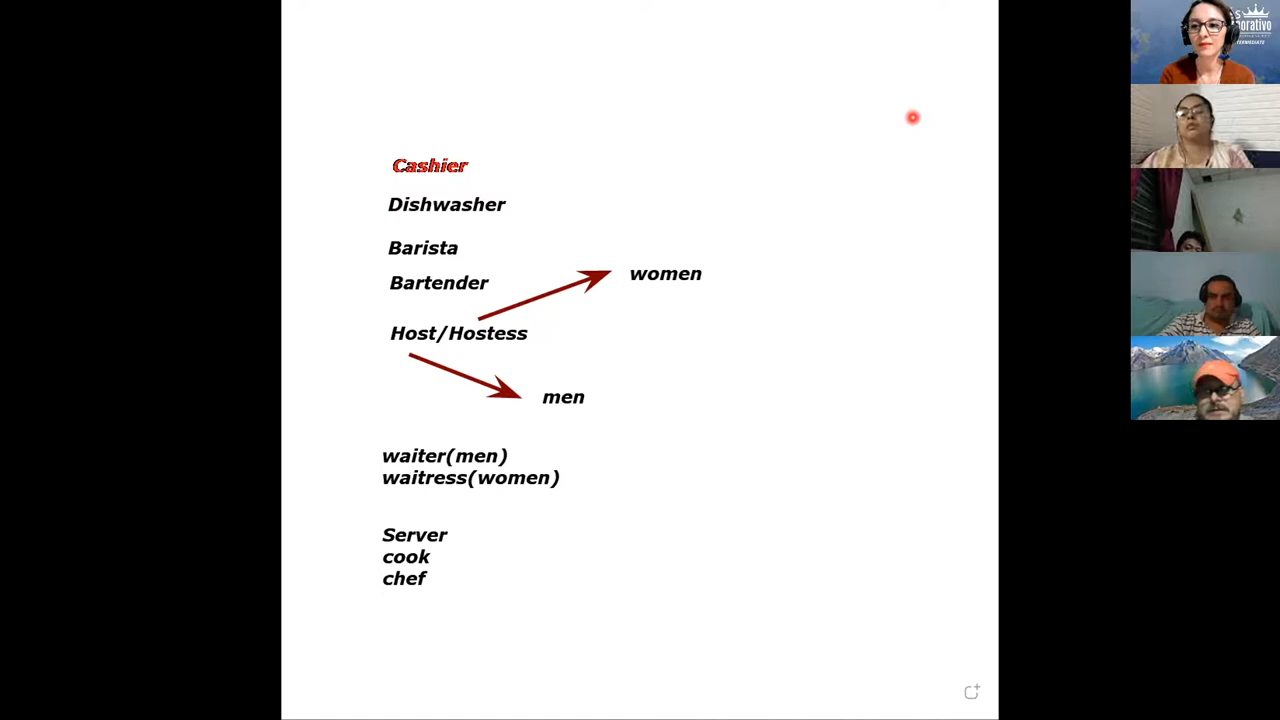 Cashier
Dishwasher
Barista
Bartender
women
Host/Hostess
men
waiter(men)
waitress(women)
Server
cook
chef